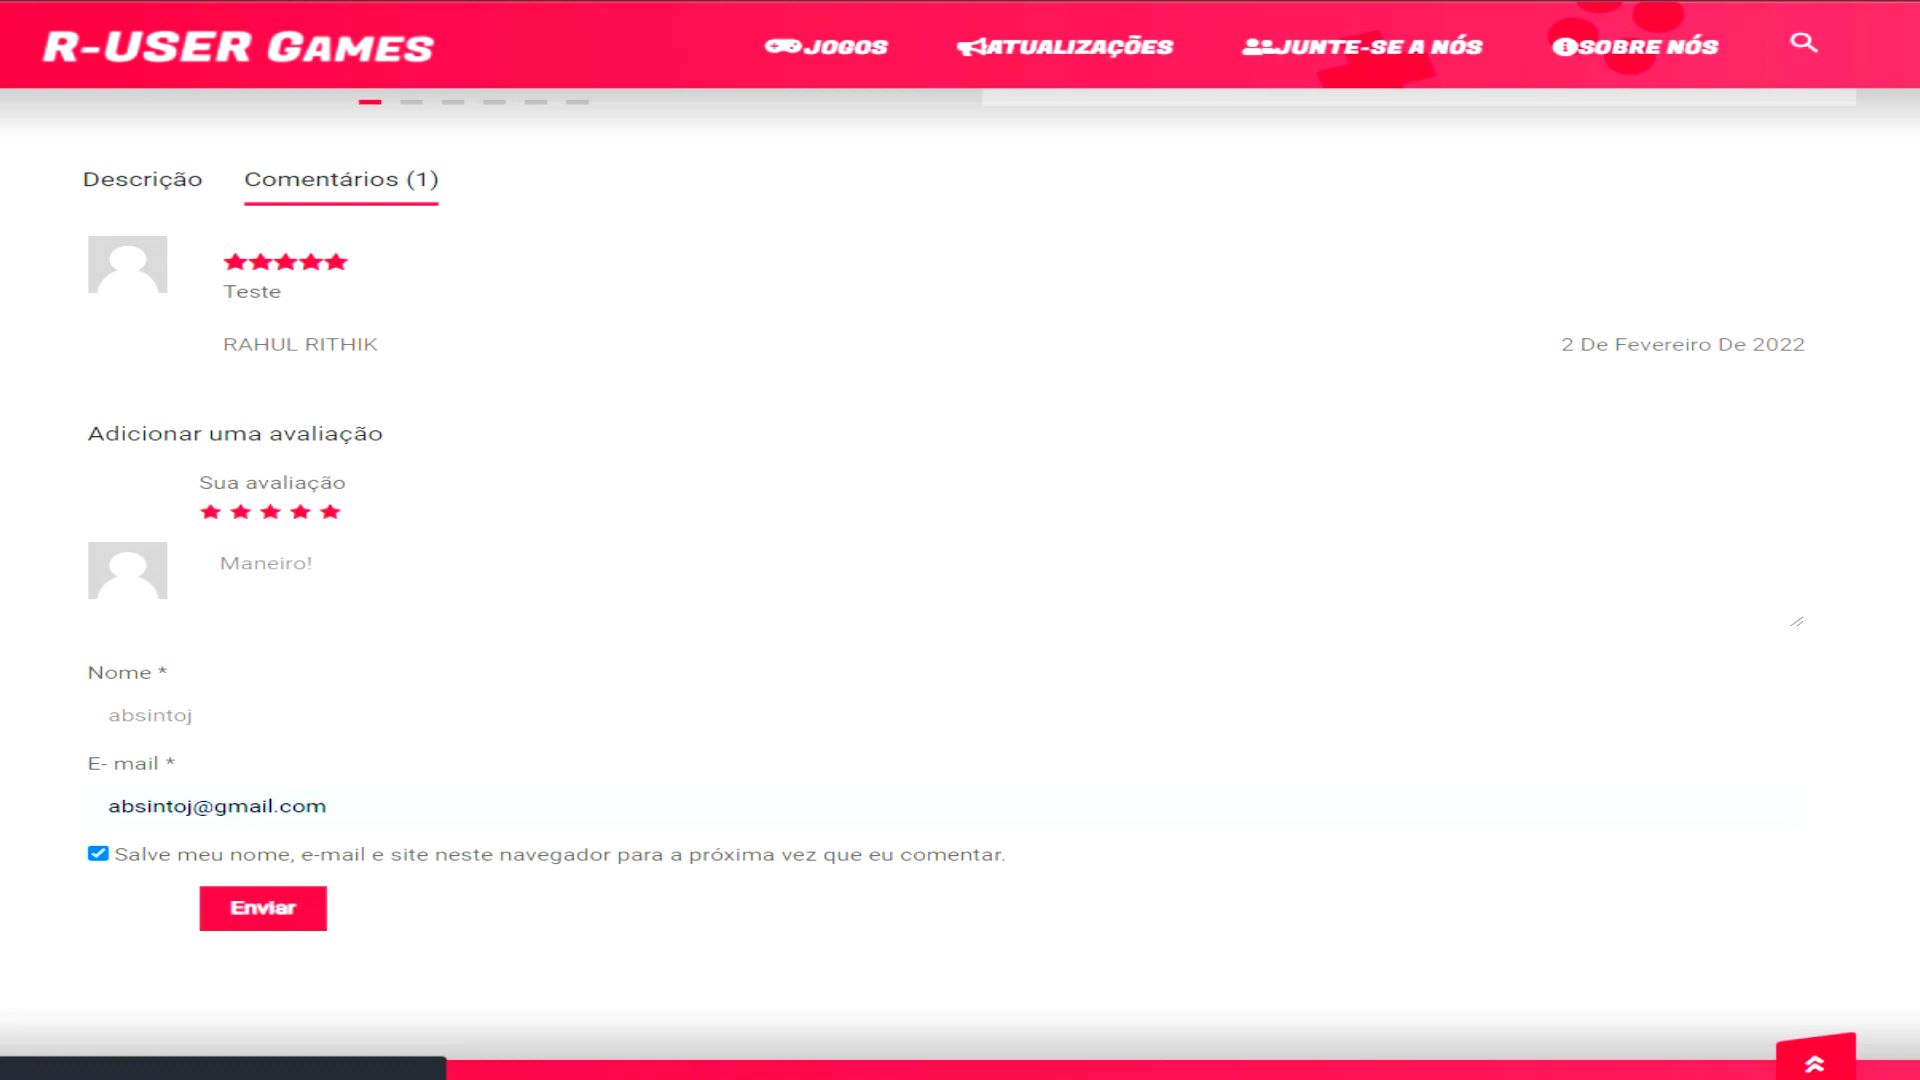 R-USER GAMES
JOGOS
ATUALIZAÇÕES
JUNTE-SE A NÓS
SOBRE NÓS
Descrição
Comentários (1)
Teste
RAHUL RITHIK
2 De Fevereiro De 2022
Adicionar uma avaliação
Sua avaliação
Maneiro!
Nome *
absintoj
E- mail *
absintoj@gmail.com
Salve meu nome, e-mail e site neste navegador para a próxima vez que eu comentar.
Enviar